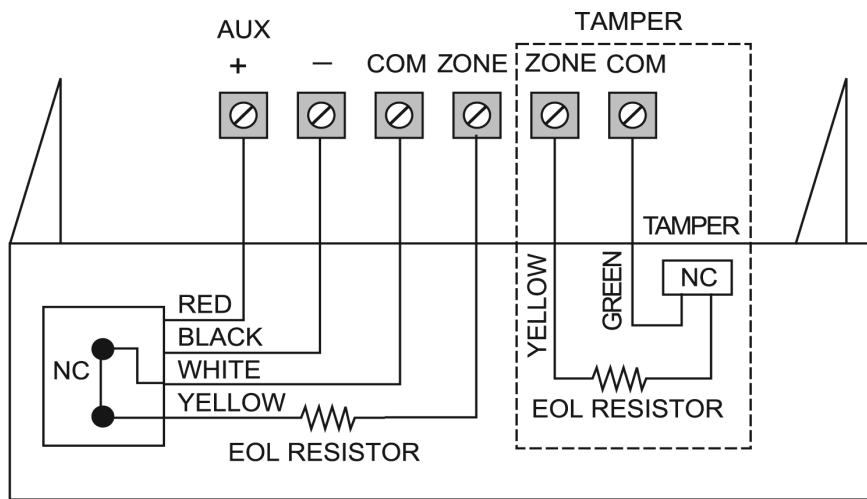 TAMPER
AUX
+ − COM ZONE ZONE COM
TAMPER
YELLOW
GREEN
NC
RED
BLACK
NC
WHITE
YELLOW
EOL RESISTOR
EOL RESISTOR